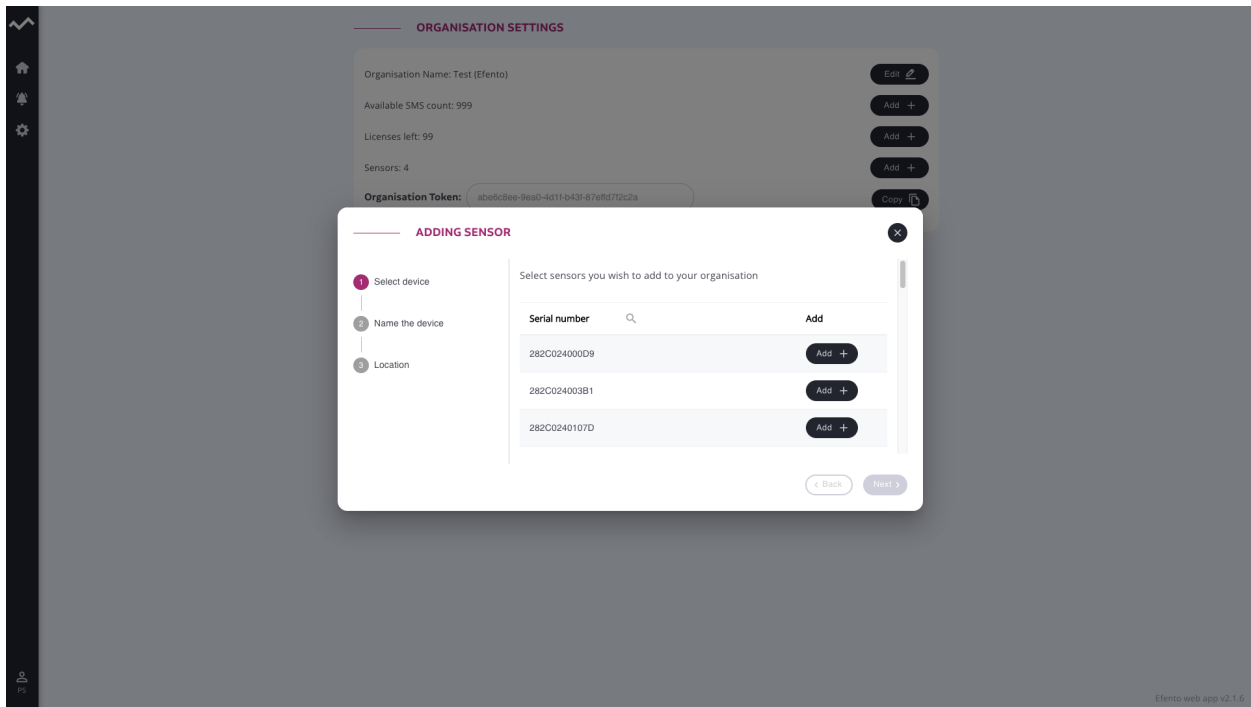 ORGANISATION SETTINGS
Organisation Name: Test (Efento)
Edit
Available SMS count: 999
Add +
Licenses left: 99
Add +
Sensors: 4
Add +
Organisation Token: abe6c8ee-9ea0-4d1f-b43f-87effd7f2c2a
Copy
ADDING SENSOR
1 Select device
2 Name the device
3 Location
Select sensors you wish to add to your organisation
Serial number Add
282C024000D9 Add +
282C024003B1 Add +
282C0240107D Add +
< Back Next >
PS
Efento web app v2.1.6